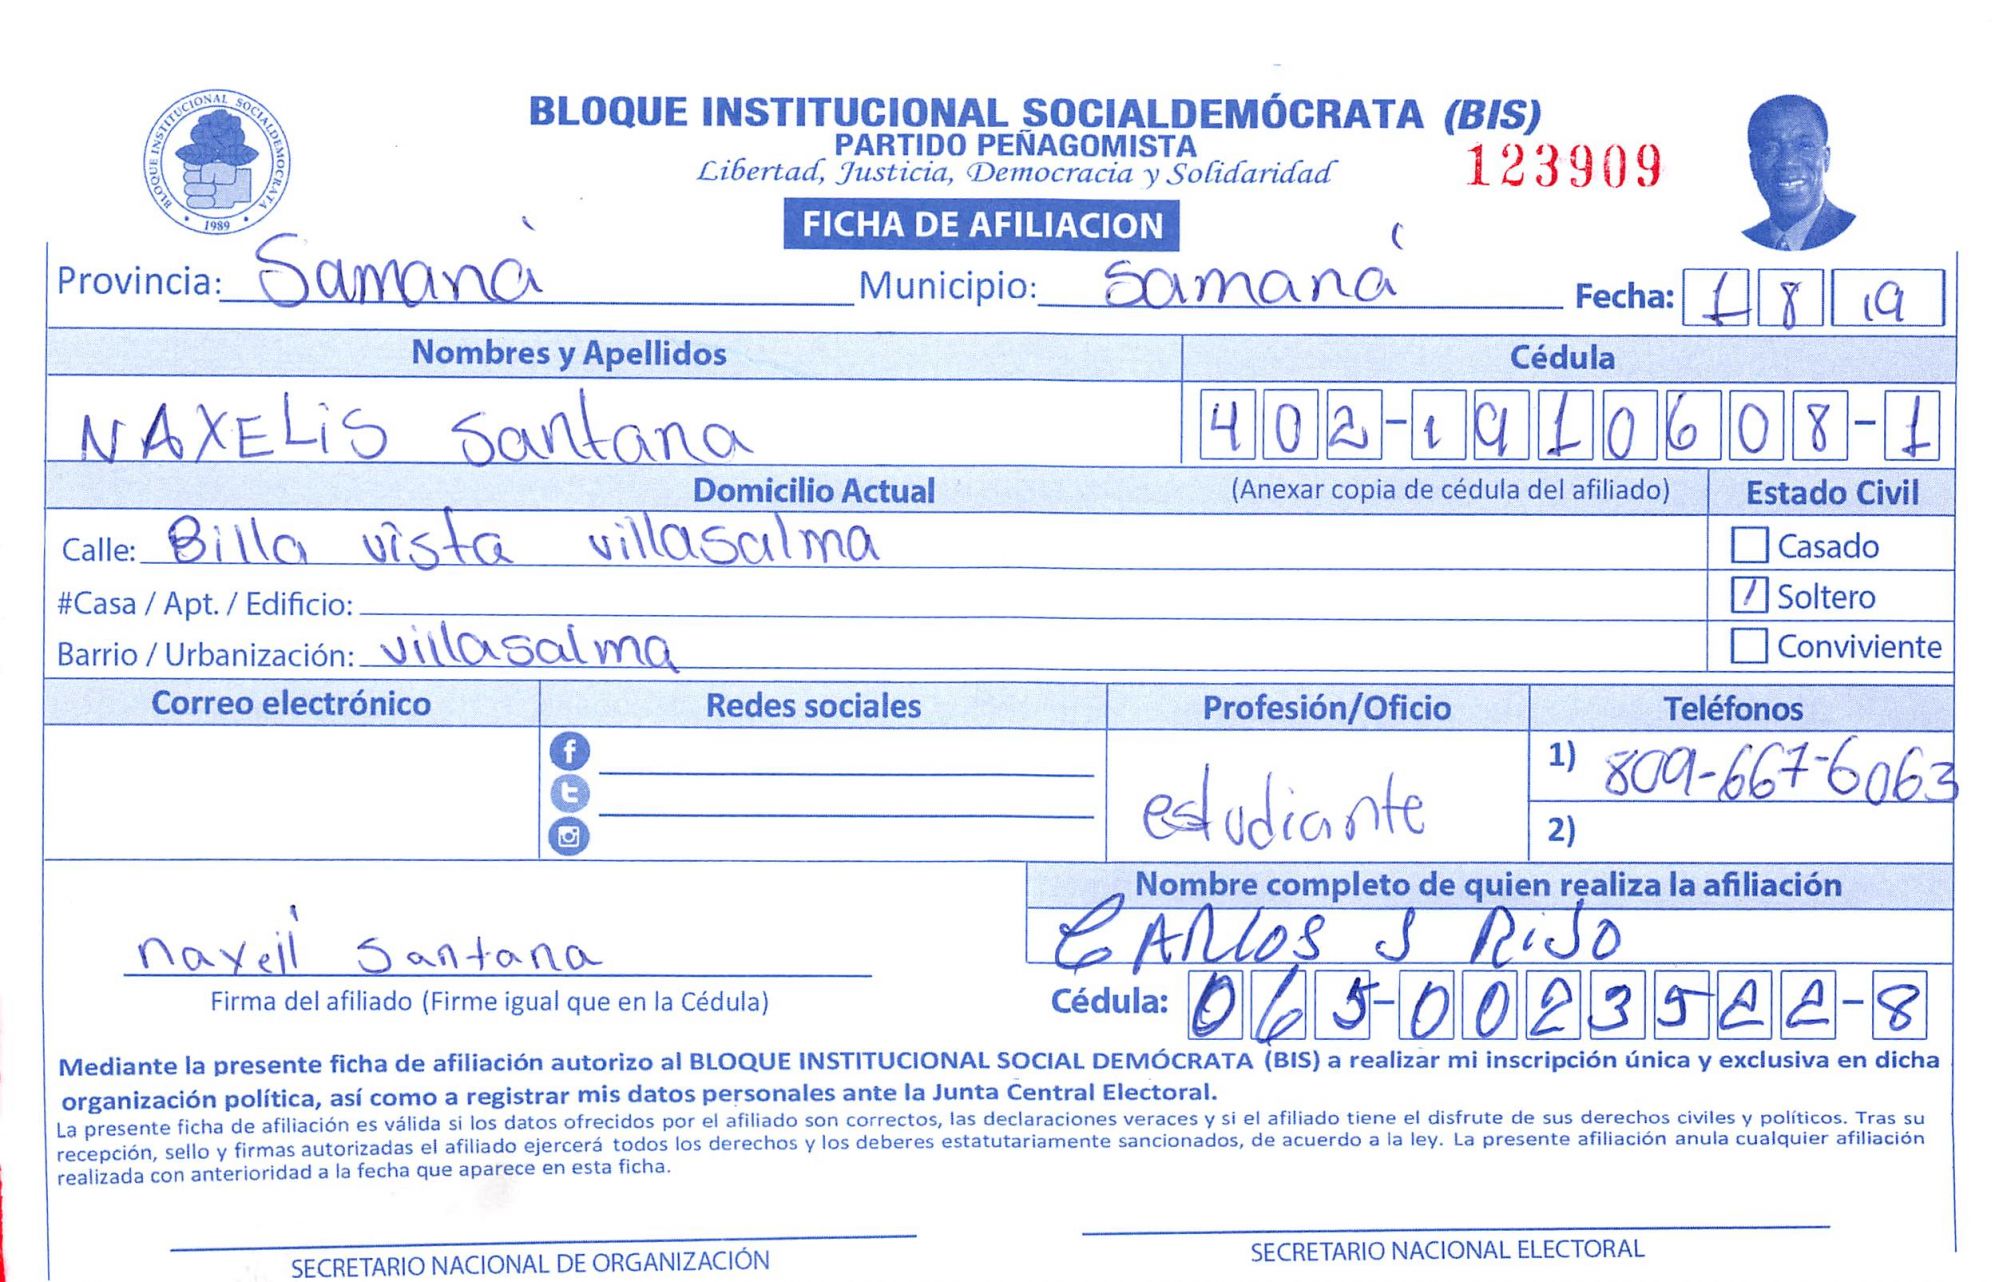 BLOQUE INSTITUCIONAL SOCIALDEMOCRATA
1989
BLOQUE INSTITUCIONAL SOCIALDEMÓCRATA (BIS)
PARTIDO PEÑAGOMISTA
Libertad, Justicia, Democracia y Solidaridad
123909
FICHA DE AFILIACION
Provincia: Samaná Municipio: Samaná Fecha: 1 8 19
Nombres y Apellidos Cédula
NAXELiS Santana 402-1910608-1
Domicilio Actual (Anexar copia de cédula del afiliado) Estado Civil
Calle: Billa vista villasalma Casado
#Casa / Apt. / Edificio: Soltero
Barrio / Urbanización: villasalma Conviviente
Correo electrónico Redes sociales Profesión/Oficio Teléfonos
estudiante 1) 809-667-6063
2)
Nombre completo de quien realiza la afiliación
CARlOS J RiJO
Naxeli Santana
Firma del afiliado (Firme igual que en la Cédula) Cédula: 065-0023522-8
Mediante la presente ficha de afiliación autorizo al BLOQUE INSTITUCIONAL SOCIAL DEMÓCRATA (BIS) a realizar mi inscripción única y exclusiva en dicha
organización política, así como a registrar mis datos personales ante la Junta Central Electoral.
La presente ficha de afiliación es válida si los datos ofrecidos por el afiliado son correctos, las declaraciones veraces y si el afiliado tiene el disfrute de sus derechos civiles y políticos. Tras su
recepción, sello y firmas autorizadas el afiliado ejercerá todos los derechos y los deberes estatutariamente sancionados, de acuerdo a la ley. La presente afiliación anula cualquier afiliación
realizada con anterioridad a la fecha que aparece en esta ficha.
SECRETARIO NACIONAL DE ORGANIZACIÓN SECRETARIO NACIONAL ELECTORAL